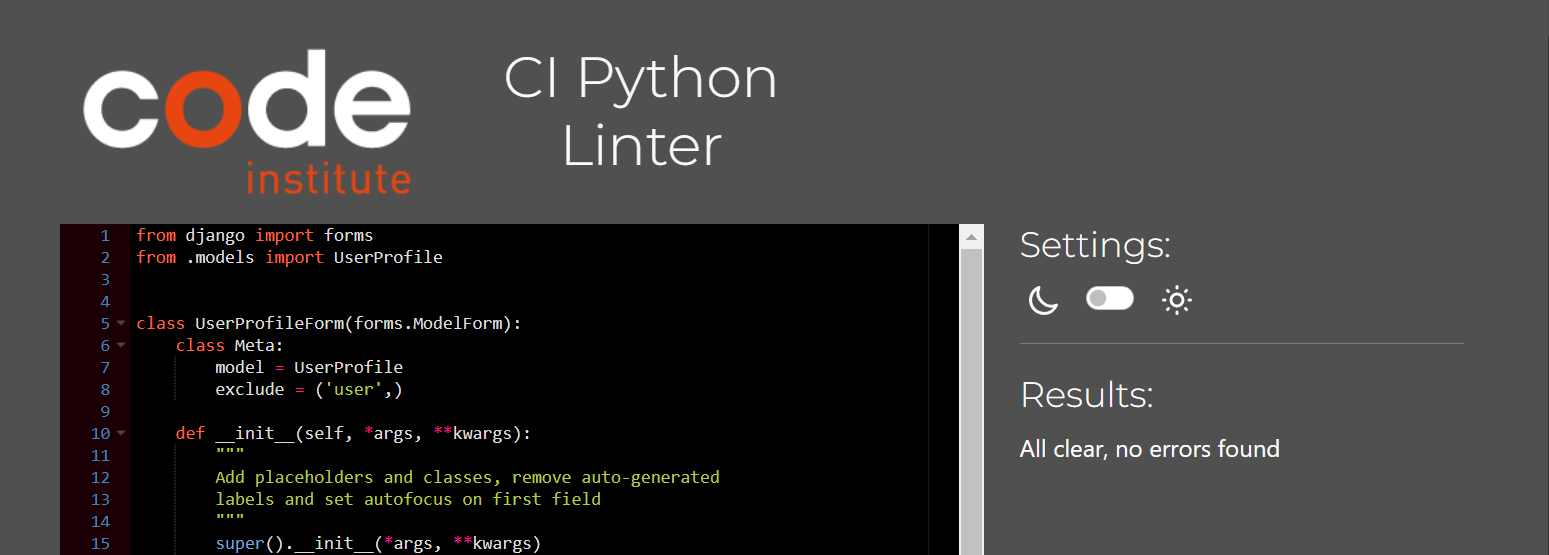 code
institute
CI Python
Linter
1 from django import forms
2 from .models import UserProfile
3
4
5 class UserProfileForm(forms.ModelForm):
6     class Meta:
7         model = UserProfile
8         exclude = ('user',)
9
10     def __init__(self, *args, **kwargs):
11         """
12         Add placeholders and classes, remove auto-generated
13         labels and set autofocus on first field
14         """
15         super().__init__(*args, **kwargs)
Settings:
Results:
All clear, no errors found